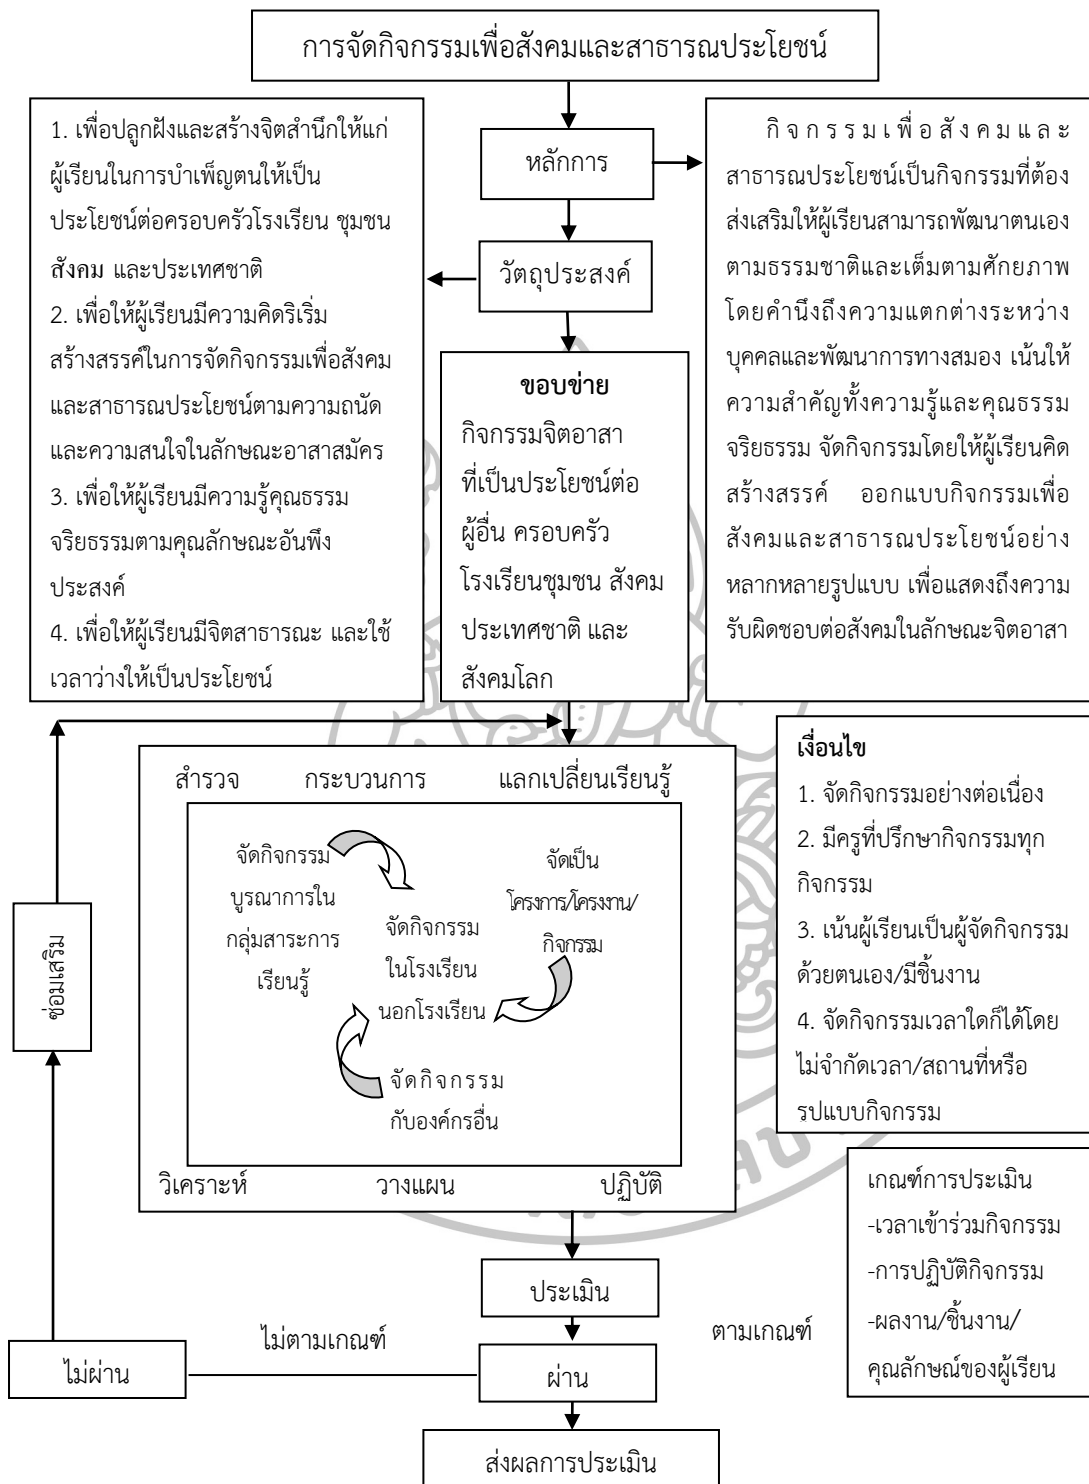 การจัดกิจกรรมเพื่อสังคมและสาธารณประโยชน์
หลักการ
วัตถุประสงค์
1. เพื่อปลูกฝังและสร้างจิตสำนึกให้แก่
ผู้เรียนในการบำเพ็ญตนให้เป็น
ประโยชน์ต่อครอบครัวโรงเรียน ชุมชน
สังคม และประเทศชาติ
2. เพื่อให้ผู้เรียนมีความคิดริเริ่ม
สร้างสรรค์ในการจัดกิจกรรมเพื่อสังคม
และสาธารณประโยชน์ตามความถนัด
และความสนใจในลักษณะอาสาสมัคร
3. เพื่อให้ผู้เรียนมีความรู้คุณธรรม
จริยธรรมตามคุณลักษณะอันพึง
ประสงค์
4. เพื่อให้ผู้เรียนมีจิตสาธารณะ และใช้
เวลาว่างให้เป็นประโยชน์
ขอบข่าย
กิจกรรมจิตอาสา
ที่เป็นประโยชน์ต่อ
ผู้อื่น ครอบครัว
โรงเรียนชุมชน สังคม
ประเทศชาติ และ
สังคมโลก
กิจกรรมเพื่อสังคมและ
สาธารณประโยชน์เป็นกิจกรรมที่ต้อง
ส่งเสริมให้ผู้เรียนสามารถพัฒนาตนเอง
ตามธรรมชาติและเต็มตามศักยภาพ
โดยคำนึงถึงความแตกต่างระหว่าง
บุคคลและพัฒนาการทางสมอง เน้นให้
ความสำคัญทั้งความรู้และคุณธรรม
จริยธรรม จัดกิจกรรมโดยให้ผู้เรียนคิด
สร้างสรรค์ ออกแบบกิจกรรมเพื่อ
สังคมและสาธารณประโยชน์อย่าง
หลากหลายรูปแบบ เพื่อแสดงถึงความ
รับผิดชอบต่อสังคมในลักษณะจิตอาสา
สำรวจ กระบวนการ แลกเปลี่ยนเรียนรู้
จัดกิจกรรม
บูรณาการใน
กลุ่มสาระการ
เรียนรู้
จัดกิจกรรม
ในโรงเรียน
นอกโรงเรียน
จัดเป็น
โครงการ/โครงงาน/
กิจกรรม
จัดกิจกรรม
กับองค์กรอื่น
วิเคราะห์ วางแผน ปฏิบัติ
เงื่อนไข
1. จัดกิจกรรมอย่างต่อเนื่อง
2. มีครูที่ปรึกษากิจกรรมทุก
กิจกรรม
3. เน้นผู้เรียนเป็นผู้จัดกิจกรรม
ด้วยตนเอง/มีชิ้นงาน
4. จัดกิจกรรมเวลาใดก็ได้โดย
ไม่จำกัดเวลา/สถานที่หรือ
รูปแบบกิจกรรม
ซ่อมเสริม
เกณฑ์การประเมิน
-เวลาเข้าร่วมกิจกรรม
-การปฏิบัติกิจกรรม
-ผลงาน/ชิ้นงาน/
คุณลักษณ์ของผู้เรียน
ประเมิน
ไม่ตามเกณฑ์
ตามเกณฑ์
ไม่ผ่าน
ผ่าน
ส่งผลการประเมิน